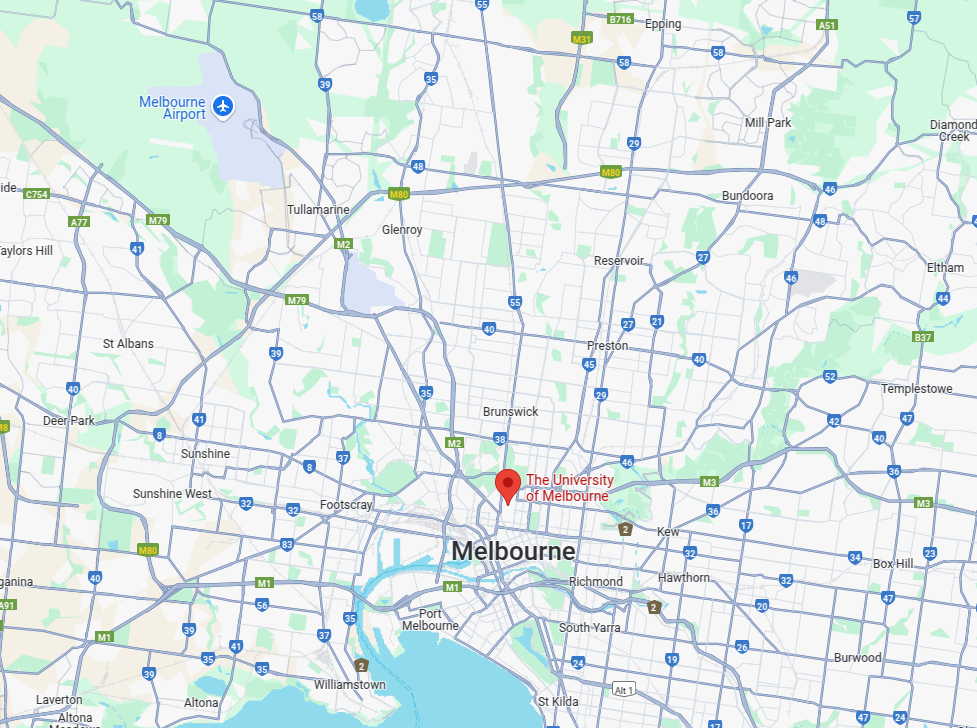 58
55
B716
Epping
A51
57
M31
58
58
39
35
Melbourne
Airport
Mill Park
Diamond
Creek
29
48
M80
ide
C754
M80
46
Bundoora
Tullamarine
A77
M79
48
Glenroy
41
M2
aylors Hill
Reservoir
27
Eltham
46
44
M79
55
40
27
21
B37
St Albans
39
Preston
40
45
52
40
35
29
Templestowe
Deer Park
M8
41
Brunswick
42
47
8
M2
38
40
Sunshine
37
46
8
36
The University
of Melbourne
M3
Sunshine West
32
32
Footscray
36
M3
17
2
Kew
83
M80
Melbourne
32
34
23
Box Hill
ganina
40
M1
M1
Richmond
Hawthorn
32
A91
56
Port
Melbourne
2
20
47
35
39
37
South Yarra
M1
41
26
35
35
2
24
19
Burwood
39
Williamstown
Alt 1
Laverton
Altona
St Kilda
Altona
Meadows
17
47
24